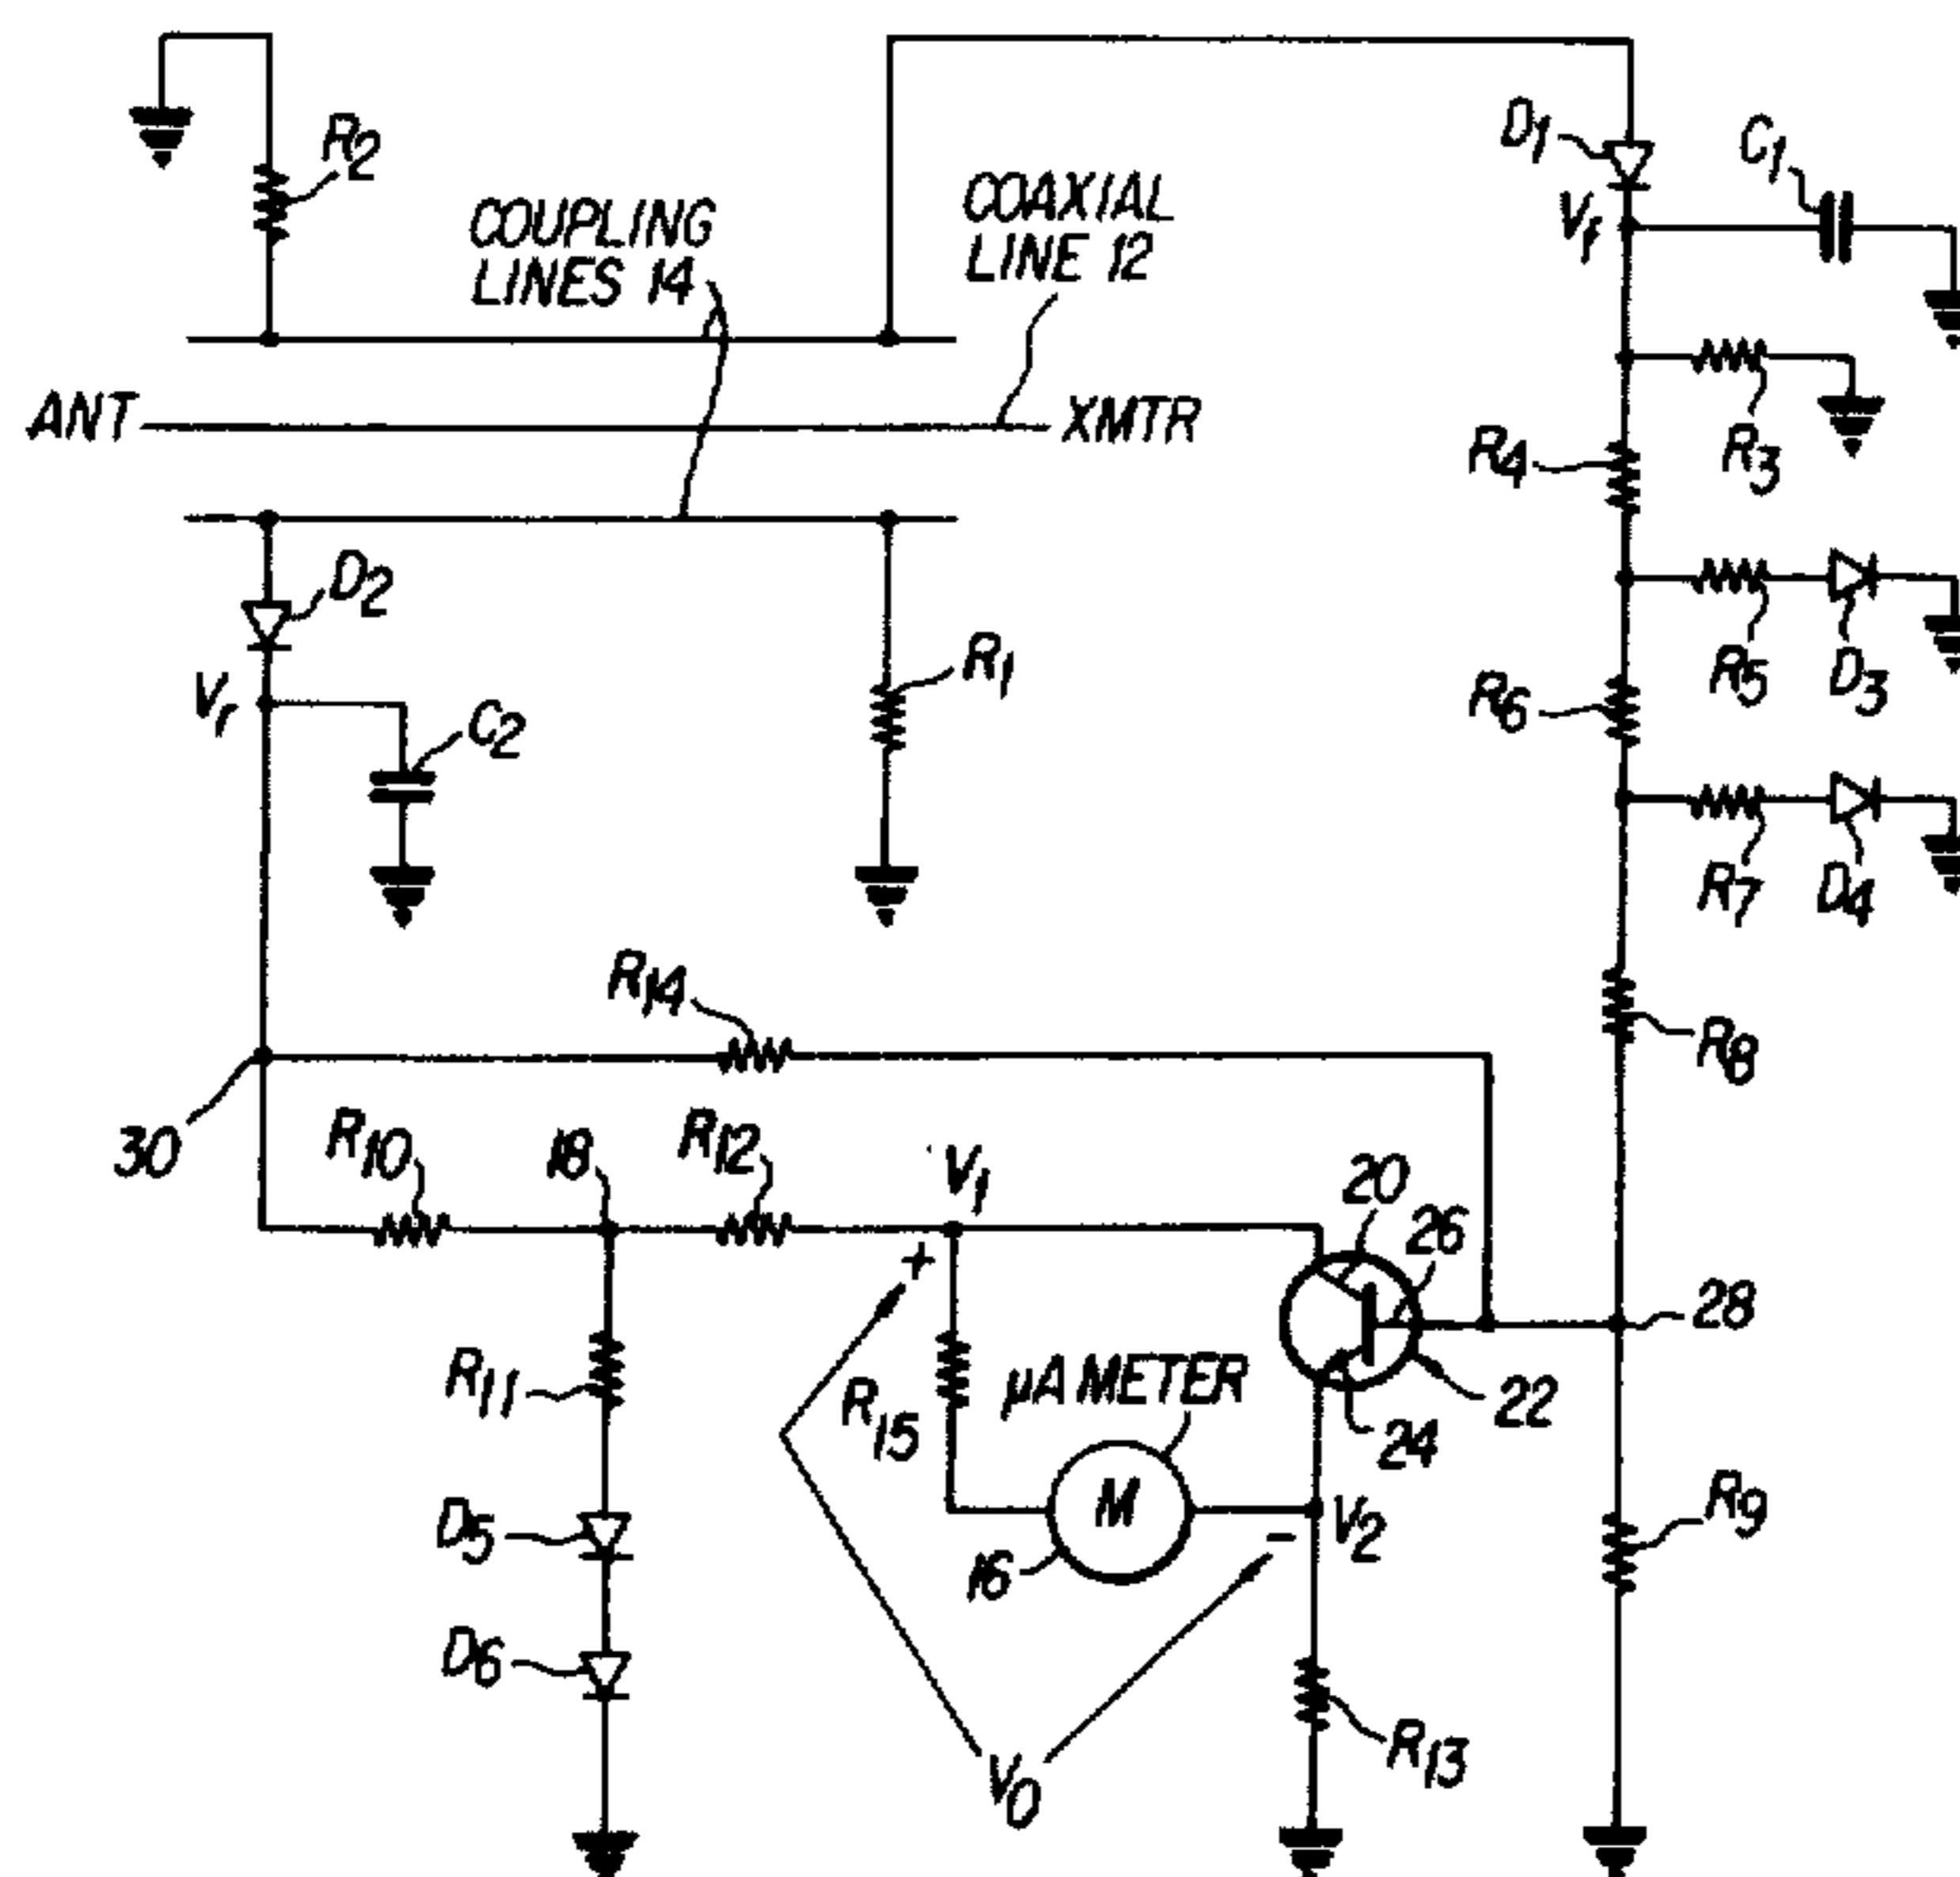 R2
D1
C1
COUPLING
LINES 14
COAXIAL
LINE 12
Vf
ANT
XMTR
R4
R3
D2
R1
R5
D3
R6
Vr
C2
R7
D4
R14
R8
30
R10
18
R12
V1
20
26
+
28
R11
R15
µA METER
22
24
D5
M
V2
R9
16
-
D6
R13
V0